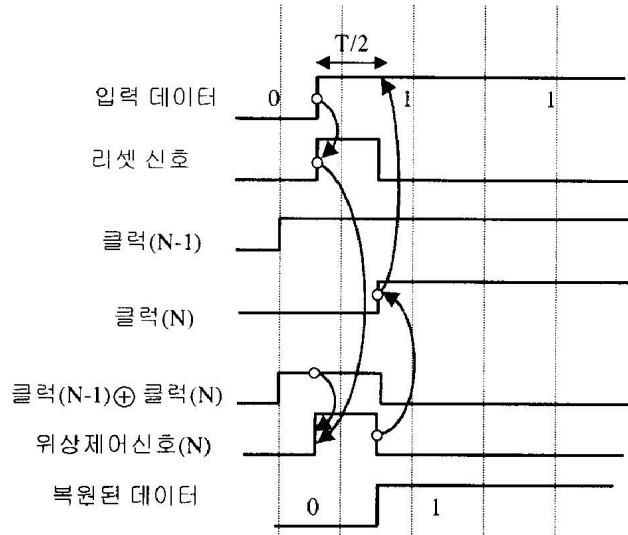 T/2
입력 데이터 0 1 1
리셋 신호
클럭(N-1)
클럭(N)
클럭(N-1)⊕ 클럭(N)
위상제어신호(N)
복원된 데이터 0 1